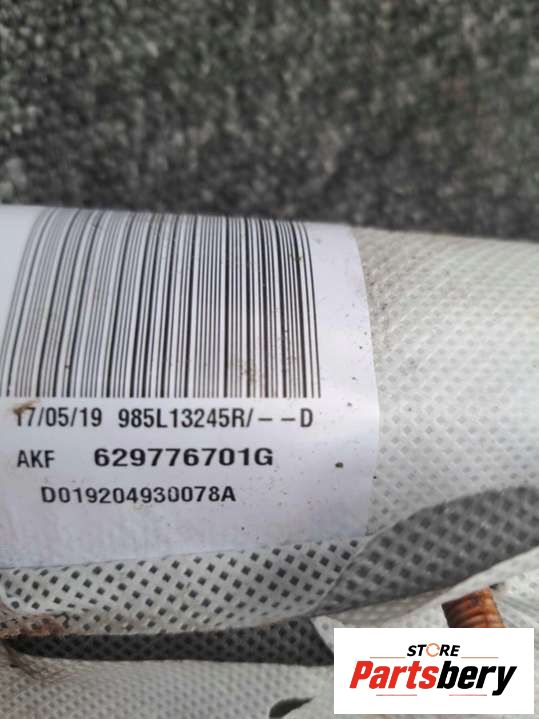 17/05/19 985L13245R/--D
AKF 629776701G
D019204930078A
STORE
Partsbery